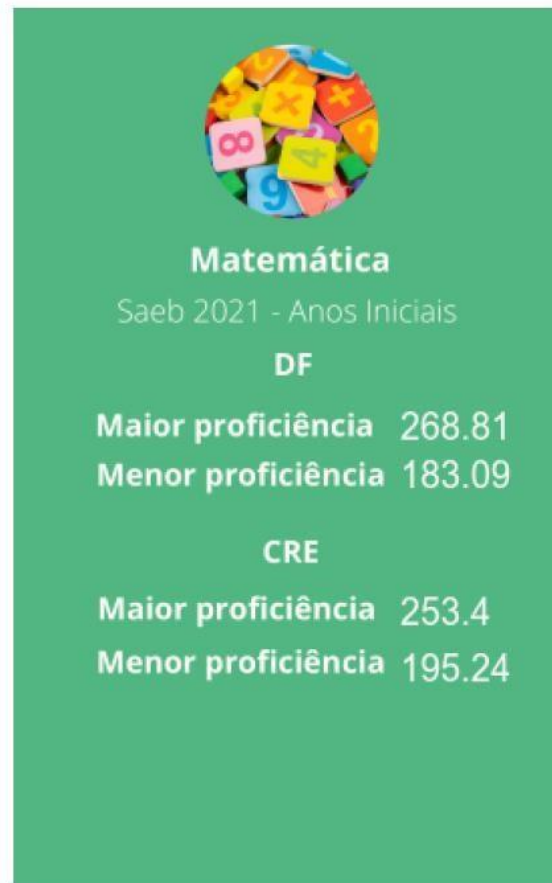 Matemática
Saeb 2021 - Anos Iniciais
DF
Maior proficiência 268.81
Menor proficiência 183.09
CRE
Maior proficiência 253.4
Menor proficiência 195.24